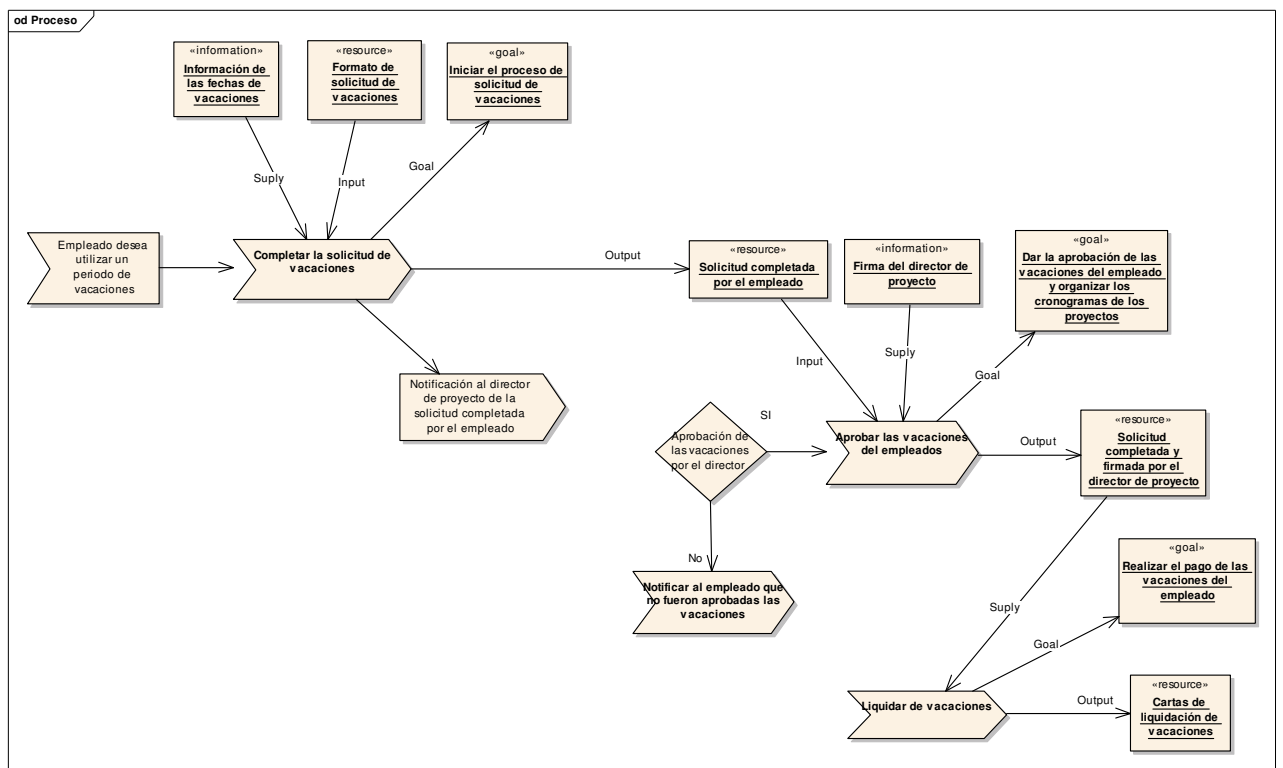 od Proceso
«information»
Información de
las fechas de
vacaciones
«resource»
Formato de
solicitud de
vacaciones
«goal»
Iniciar el proceso de
solicitud de
vacaciones
Suply
Input
Goal
Empleado desea
utilizar un
periodo de
vacaciones
Completar la solicitud de
vacaciones
Output
«resource»
Solicitud completada
por el empleado
«information»
Firma del director de
proyecto
«goal»
Dar la aprobación de las
vacaciones del empleado
y organizar los
cronogramas de los
proyectos
Notificación al director
de proyecto de la
solicitud completada
por el empleado
Input
Suply
Goal
Aprobación de
las vacaciones
por el director
SI
Aprobar las vacaciones
del empleados
Output
«resource»
Solicitud
completada y
firmada por el
director de proyecto
No
Notificar al empleado que
no fueron aprobadas las
vacaciones
Suply
«goal»
Realizar el pago de las
vacaciones del
empleado
Goal
Liquidar de vacaciones
Output
«resource»
Cartas de
liquidación de
vacaciones